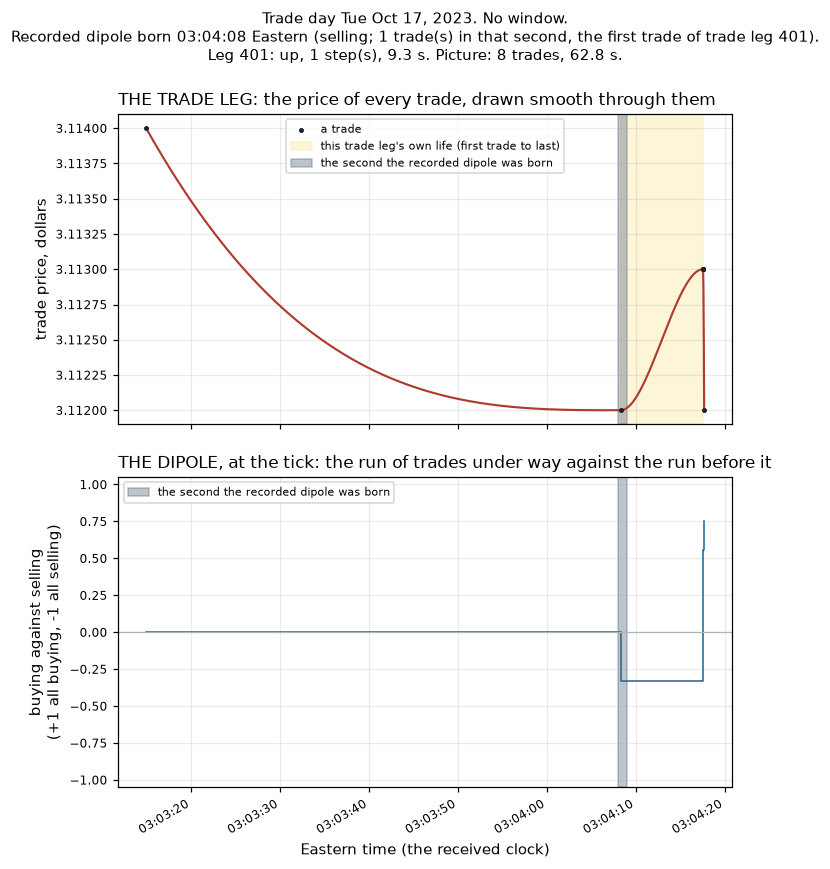 Trade day Tue Oct 17, 2023. No window.
Recorded dipole born 03:04:08 Eastern (selling; 1 trade(s) in that second, the first trade of trade leg 401).
Leg 401: up, 1 step(s), 9.3 s. Picture: 8 trades, 62.8 s.
THE TRADE LEG: the price of every trade, drawn smooth through them
a trade
this trade leg's own life (first trade to last)
the second the recorded dipole was born
trade price, dollars
3.11400
3.11375
3.11350
3.11325
3.11300
3.11275
3.11250
3.11225
3.11200
THE DIPOLE, at the tick: the run of trades under way against the run before it
the second the recorded dipole was born
buying against selling
(+1 all buying, -1 all selling)
1.00
0.75
0.50
0.25
0.00
−0.25
−0.50
−0.75
−1.00
03:03:20
03:03:30
03:03:40
03:03:50
03:04:00
03:04:10
03:04:20
Eastern time (the received clock)